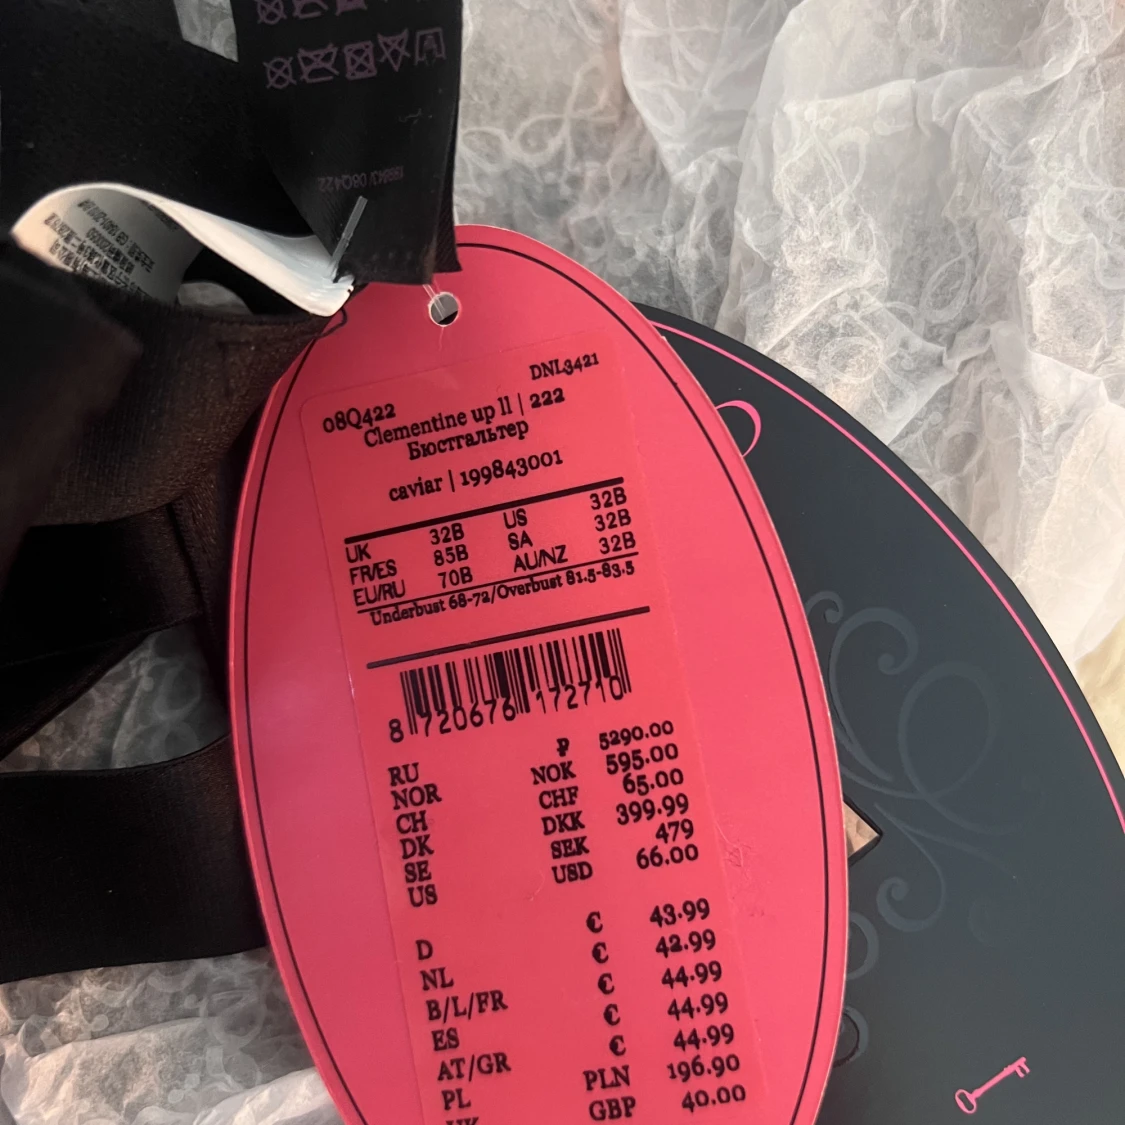 08Q422
DNL3421
08Q422
Clementine up ll | 222
Бюстгальтер
caviar | 199843001
UK 32B US 32B
FR/ES 85B SA 32B
EU/RU 70B AU/NZ 32B
Underbust 68-72/Overbust 81.5-83.5
8 720676 172710
RU ₽ 5290.00
NOR NOK 595.00
CH CHF 65.00
DK DKK 399.99
SE SEK 479
US USD 66.00
D € 43.99
NL € 42.99
B/L/FR € 44.99
ES € 44.99
AT/GR € 44.99
PL PLN 196.90
UK GBP 40.00